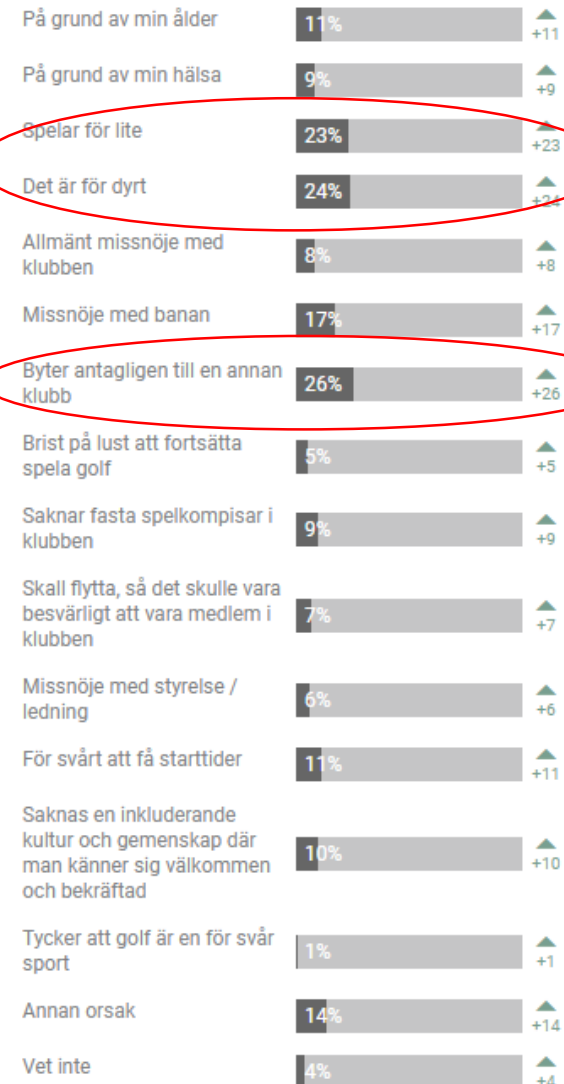 På grund av min ålder 11% +11
På grund av min hälsa 9% +9
Spelar för lite 23% +23
Det är för dyrt 24% +24
Allmänt missnöje med
klubben 8% +8
Missnöje med banan 17% +17
Byter antagligen till en annan
klubb 26% +26
Brist på lust att fortsätta
spela golf 5% +5
Saknar fasta spelkompisar i
klubben 9% +9
Skall flytta, så det skulle vara
besvärligt att vara medlem i
klubben 7% +7
Missnöje med styrelse /
ledning 6% +6
För svårt att få starttider 11% +11
Saknas en inkluderande
kultur och gemenskap där
man känner sig välkommen
och bekräftad 10% +10
Tycker att golf är en för svår
sport 1% +1
Annan orsak 14% +14
Vet inte 4% +4